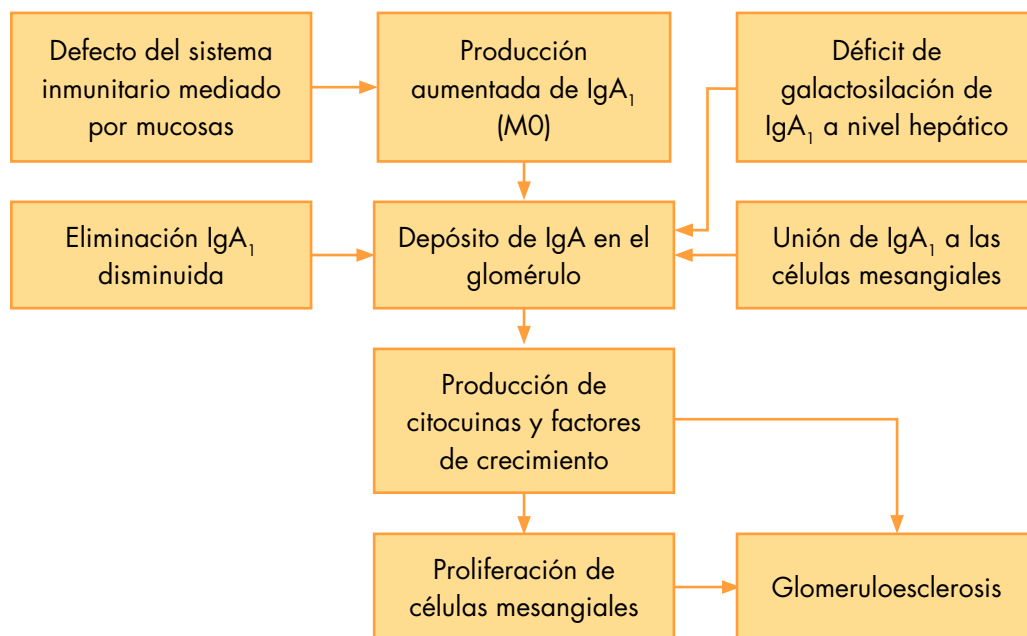 Defecto del sistema
inmunitario mediado
por mucosas
Producción
aumentada de IgA₁
(M0)
Déficit de
galactosilación de
IgA₁ a nivel hepático
Eliminación IgA₁
disminuida
Depósito de IgA en el
glomérulo
Unión de IgA₁ a las
células mesangiales
Producción de
citocuinas y factores
de crecimiento
Proliferación de
células mesangiales
Glomeruloesclerosis